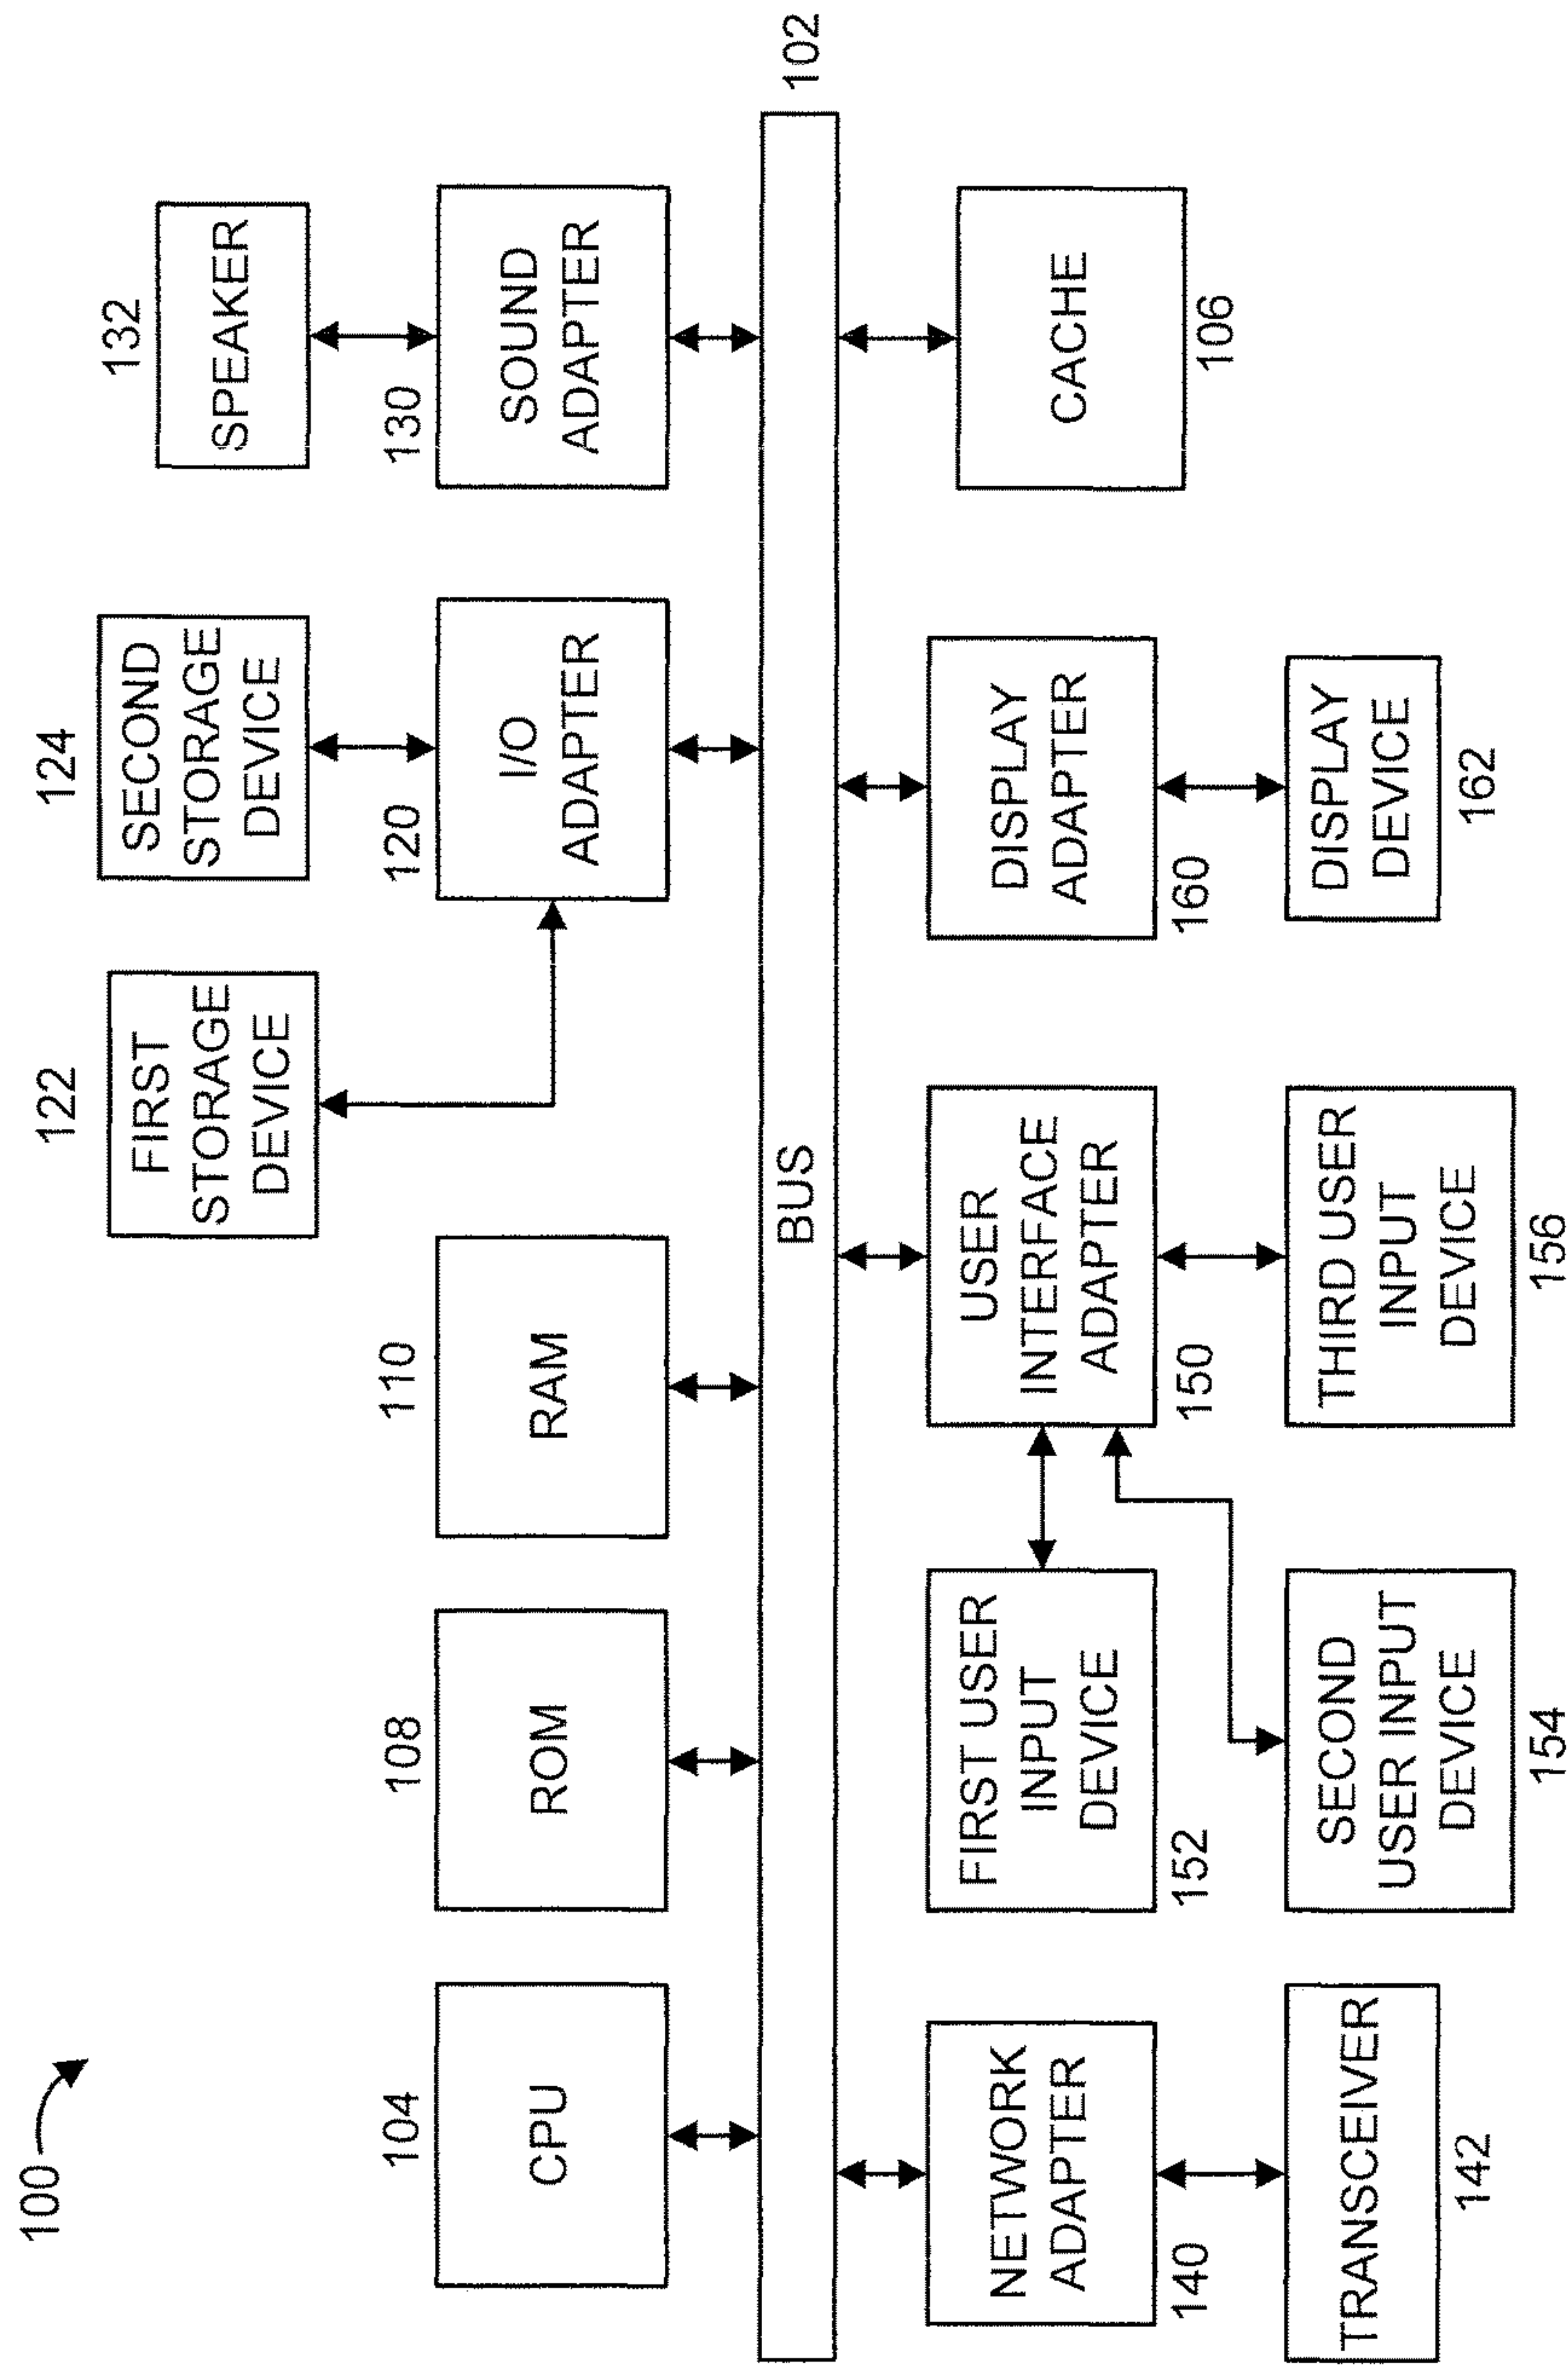 100
122
FIRST
STORAGE
DEVICE
124
SECOND
STORAGE
DEVICE
132
SPEAKER
104
CPU
108
ROM
110
RAM
120
I/O
ADAPTER
130
SOUND
ADAPTER
BUS
102
NETWORK
ADAPTER
140
FIRST USER
INPUT
DEVICE
152
USER
INTERFACE
ADAPTER
150
DISPLAY
ADAPTER
160
CACHE
106
TRANSCEIVER
142
SECOND
USER INPUT
DEVICE
154
THIRD USER
INPUT
DEVICE
156
DISPLAY
DEVICE
162